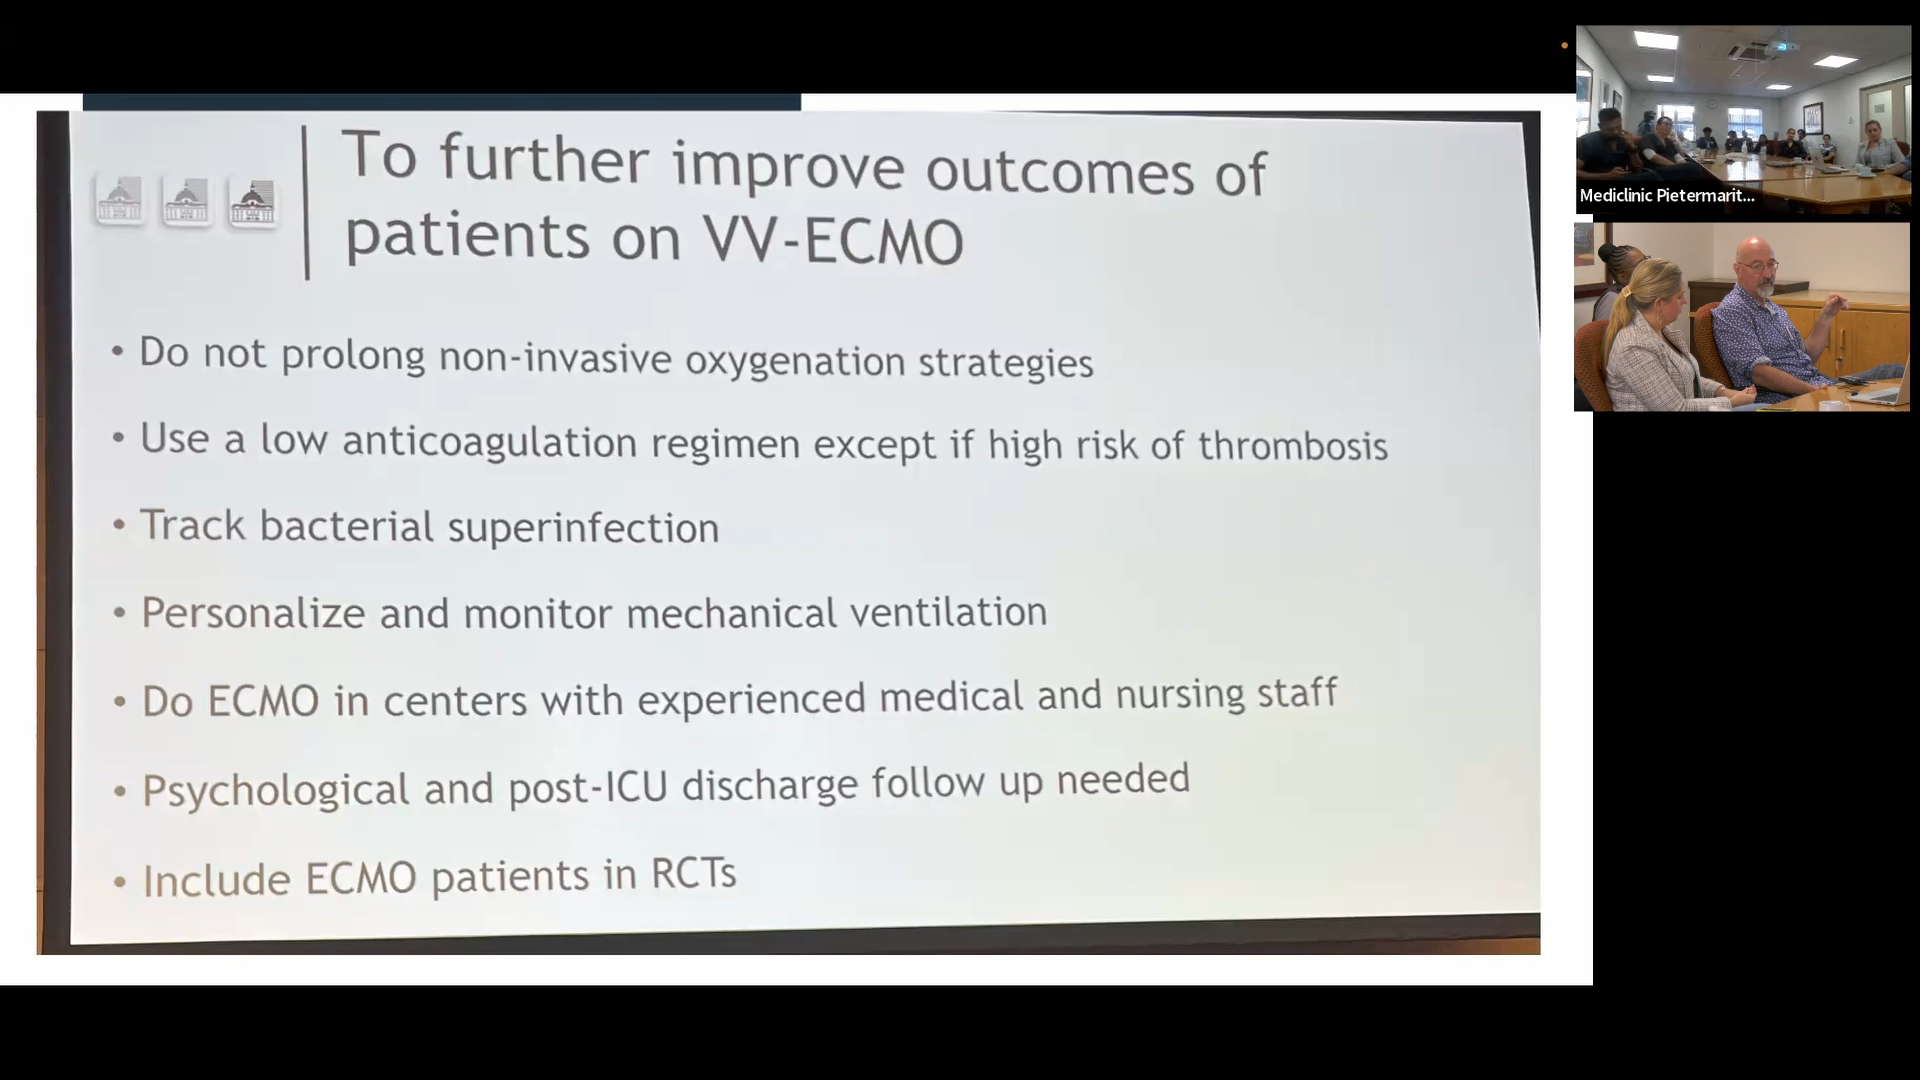 To further improve outcomes of
patients on VV-ECMO
• Do not prolong non-invasive oxygenation strategies
• Use a low anticoagulation regimen except if high risk of thrombosis
• Track bacterial superinfection
• Personalize and monitor mechanical ventilation
• Do ECMO in centers with experienced medical and nursing staff
• Psychological and post-ICU discharge follow up needed
• Include ECMO patients in RCTs
Mediclinic Pietermarit...